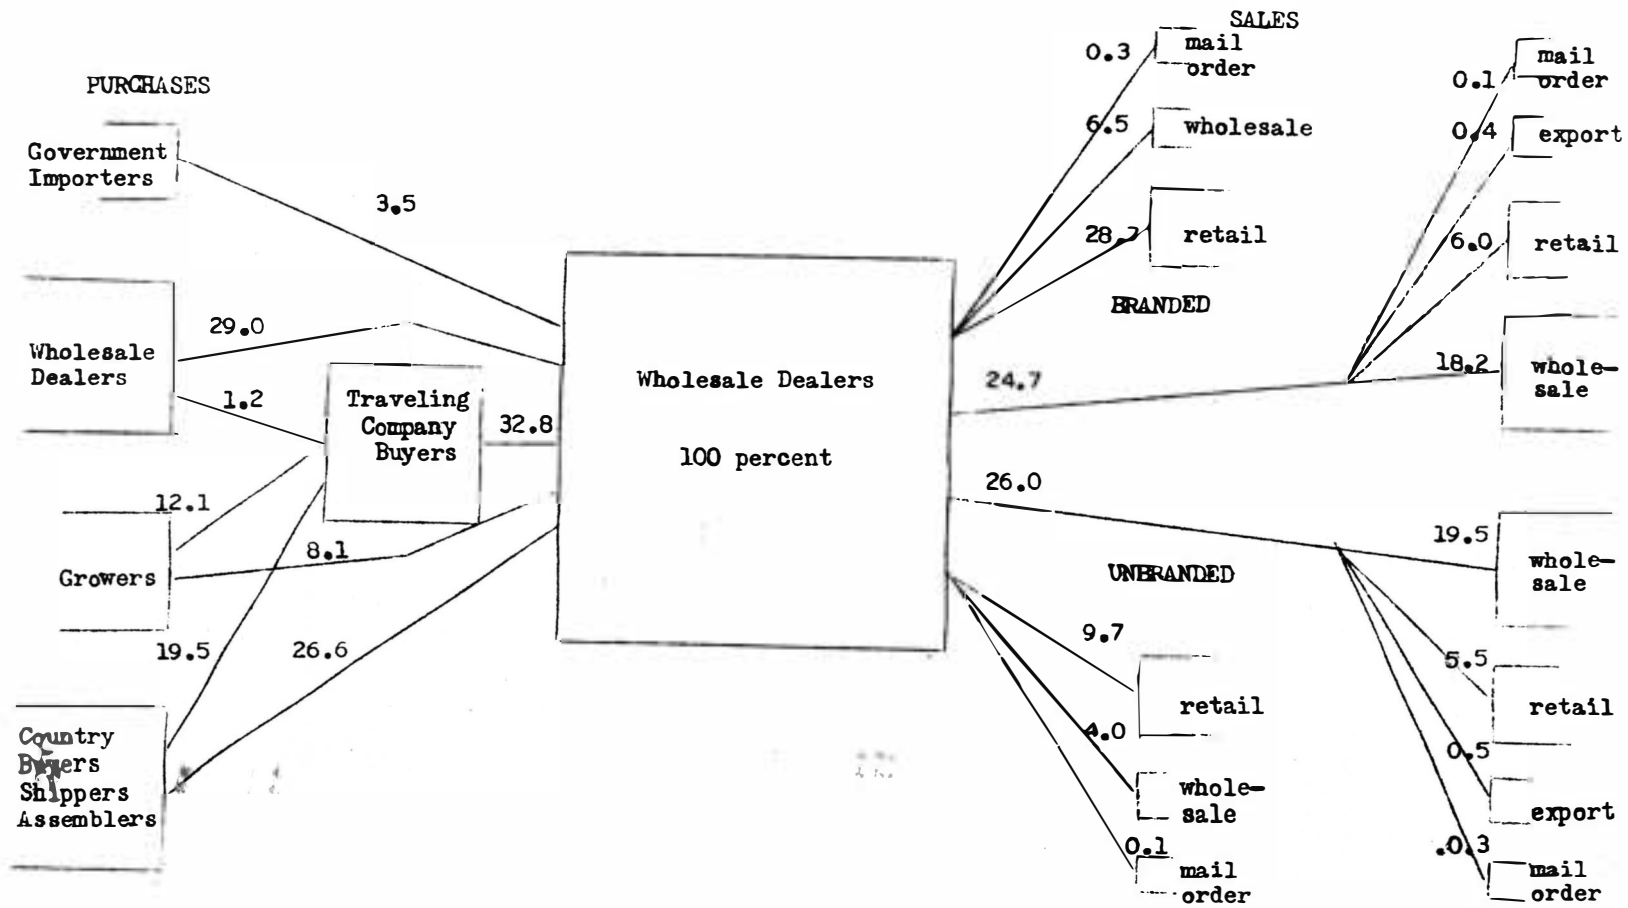 SALES
PURCHASES
Government
Importers
3.5
Wholesale
Dealers
29.0
1.2
Traveling
Company
Buyers
32.8
12.1
Growers
8.1
19.5
26.6
Country
Buyers
Shippers
Assemblers
Wholesale Dealers
100 percent
0.3
mail
order
6.5
wholesale
28.7
retail
BRANDED
24.7
0.1
mail
order
0.4
export
6.0
retail
18.2
whole-
sale
26.0
UNBRANDED
19.5
whole-
sale
5.5
retail
0.5
export
.0.3
mail
order
9.7
retail
4.0
whole-
sale
0.1
mail
order